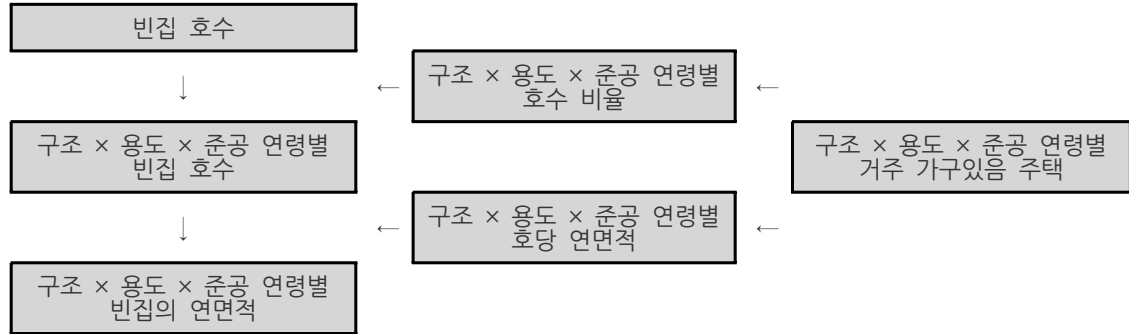 빈집 호수
↓
← 구조 × 용도 × 준공 연령별
호수 비율 ←
구조 × 용도 × 준공 연령별
빈집 호수
구조 × 용도 × 준공 연령별
거주 가구있음 주택
↓
← 구조 × 용도 × 준공 연령별
호당 연면적 ←
구조 × 용도 × 준공 연령별
빈집의 연면적